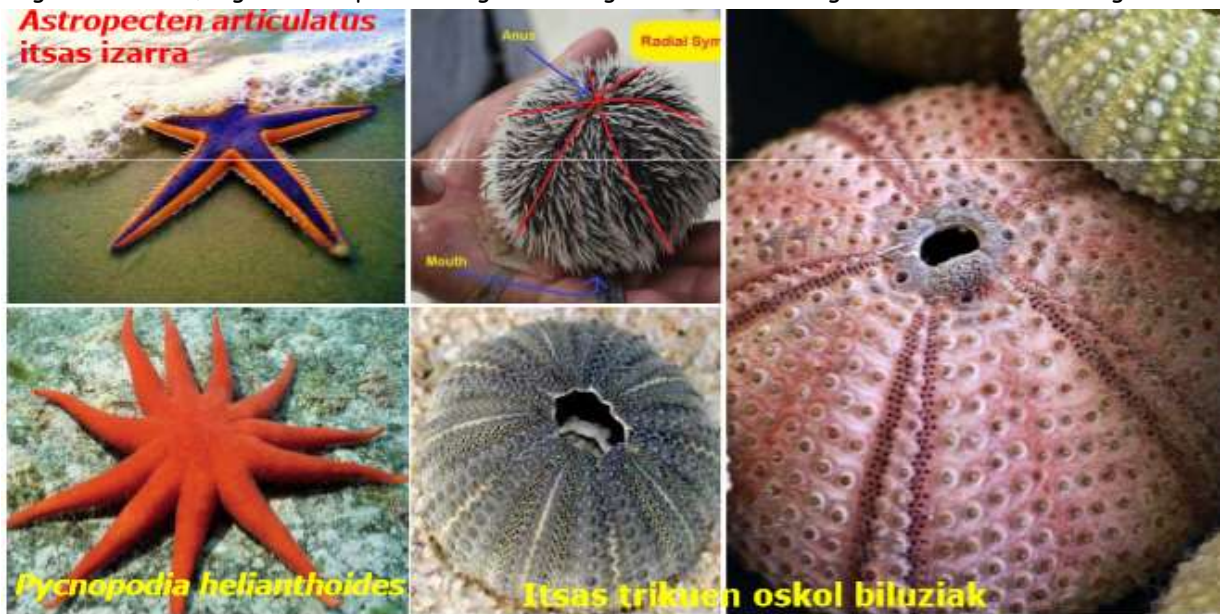 Astropecten articulatus
itsas izarra
Anus
Radial Sym
Mouth
Pycnopodia helianthoides
Itsas trikuen oskol biluziak